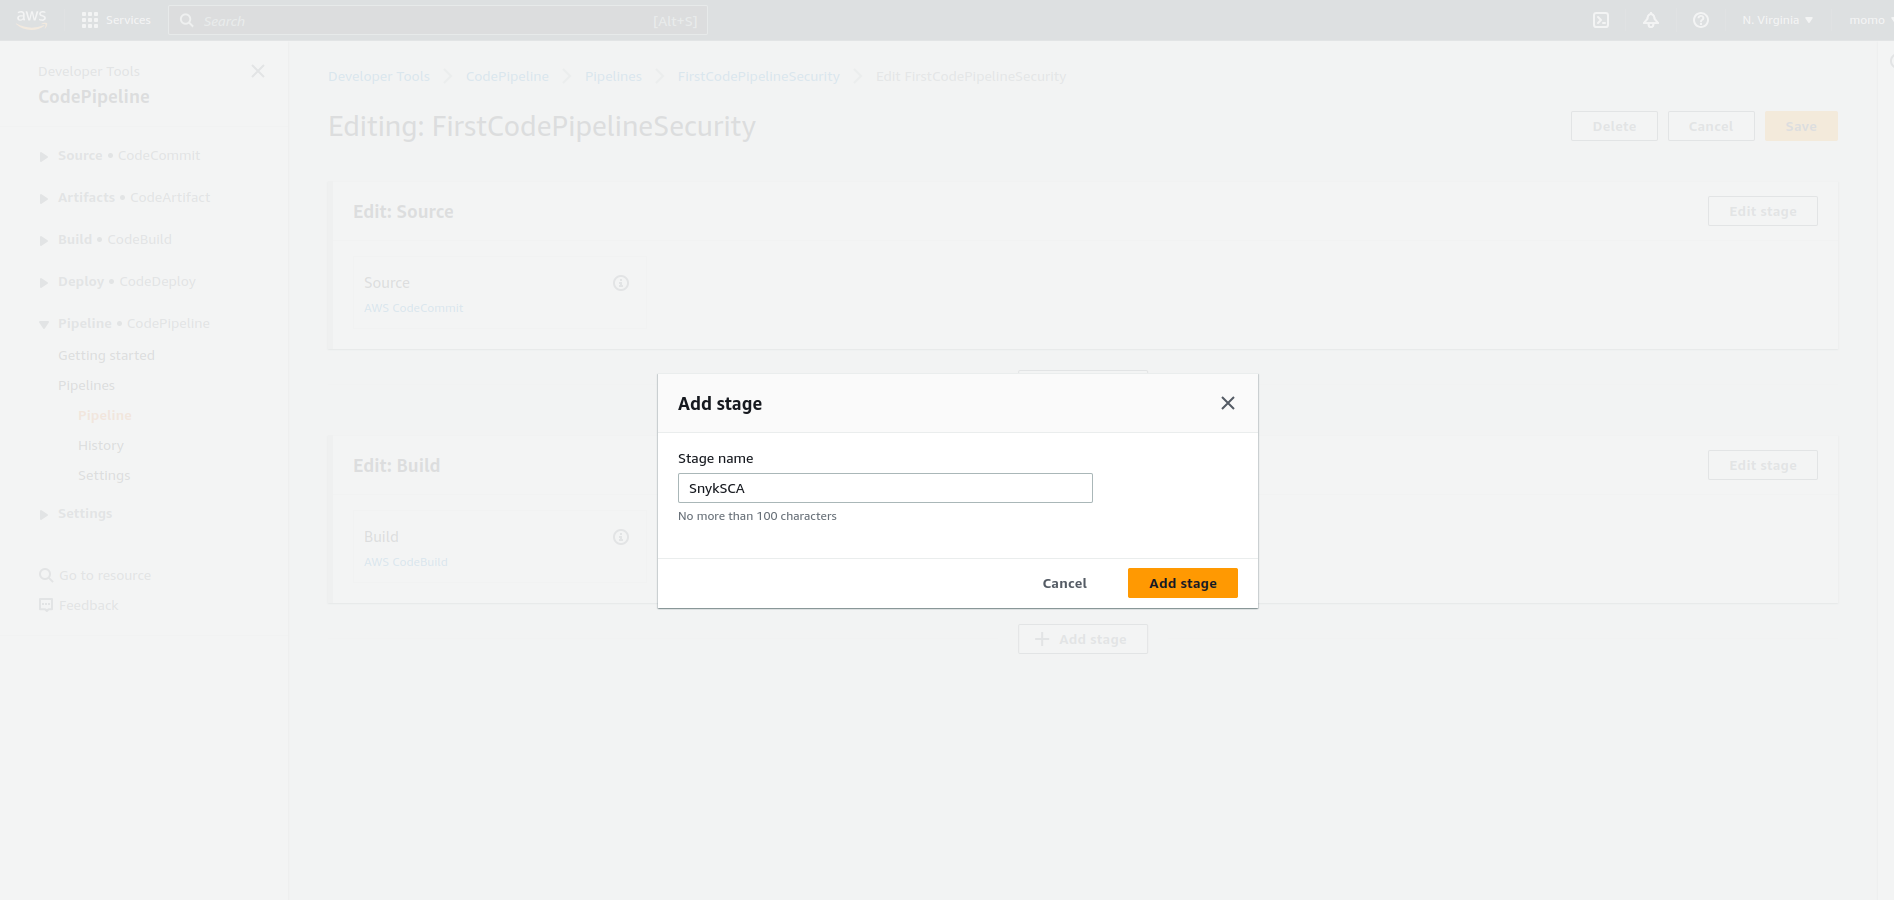 aws
Services
Search
[Alt+S]
N. Virginia
momo
Developer Tools
CodePipeline
Source • CodeCommit
Artifacts • CodeArtifact
Build • CodeBuild
Deploy • CodeDeploy
Pipeline • CodePipeline
Getting started
Pipelines
Pipeline
History
Settings
Settings
Go to resource
Feedback
Developer Tools
CodePipeline
Pipelines
FirstCodePipelineSecurity
Edit FirstCodePipelineSecurity
Editing: FirstCodePipelineSecurity
Delete
Cancel
Save
Edit: Source
Edit stage
Source
AWS CodeCommit
Edit: Build
Edit stage
Build
AWS CodeBuild
Add stage
Add stage
Stage name
SnykSCA
No more than 100 characters
Cancel
Add stage